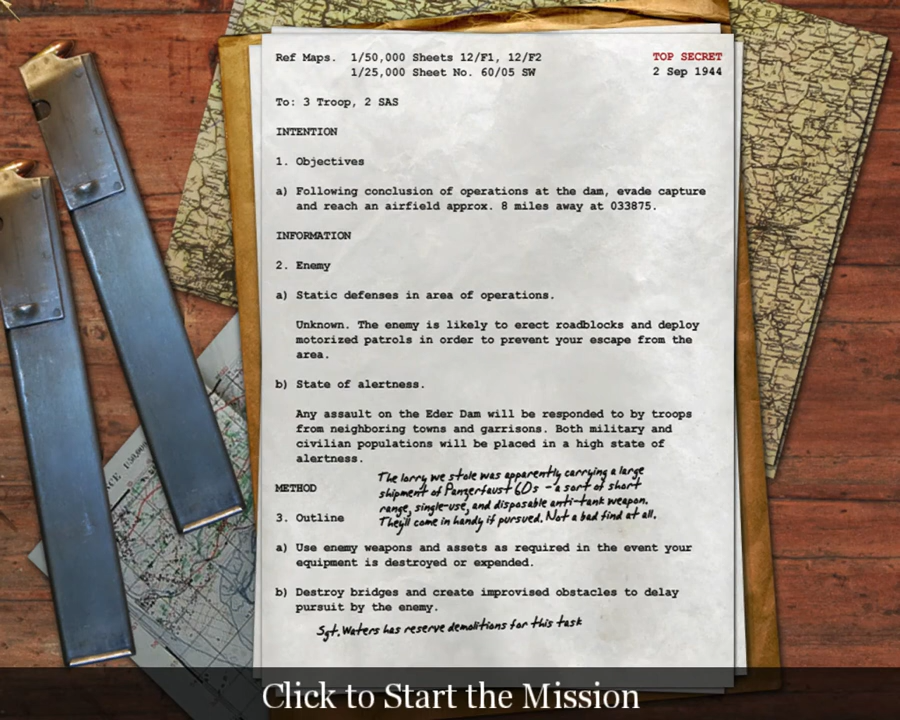 Ref Maps. 1/50,000 Sheets 12/F1, 12/F2
TOP SECRET
1/25,000 Sheet No. 60/05 SW
2 Sep 1944
To: 3 Troop, 2 SAS
INTENTION
1. Objectives
a) Following conclusion of operations at the dam, evade capture
and reach an airfield approx. 8 miles away at 033875.
INFORMATION
2. Enemy
a) Static defenses in area of operations.
Unknown. The enemy is likely to erect roadblocks and deploy
motorized patrols in order to prevent your escape from the
area.
b) State of alertness.
Any assault on the Eder Dam will be responded to by troops
from neighboring towns and garrisons. Both military and
civilian populations will be placed in a high state of
alertness.
The lorry we stole was apparently carrying a large
shipment of Panzerfaust 60s - a sort of short
range, single-use, and disposable anti-tank weapon.
They'll come in handy if pursued. Not a bad find at all.
METHOD
3. Outline
a) Use enemy weapons and assets as required in the event your
equipment is destroyed or expended.
b) Destroy bridges and create improvised obstacles to delay
pursuit by the enemy.
Sgt. Waters has reserve demolitions for this task
Click to Start the Mission